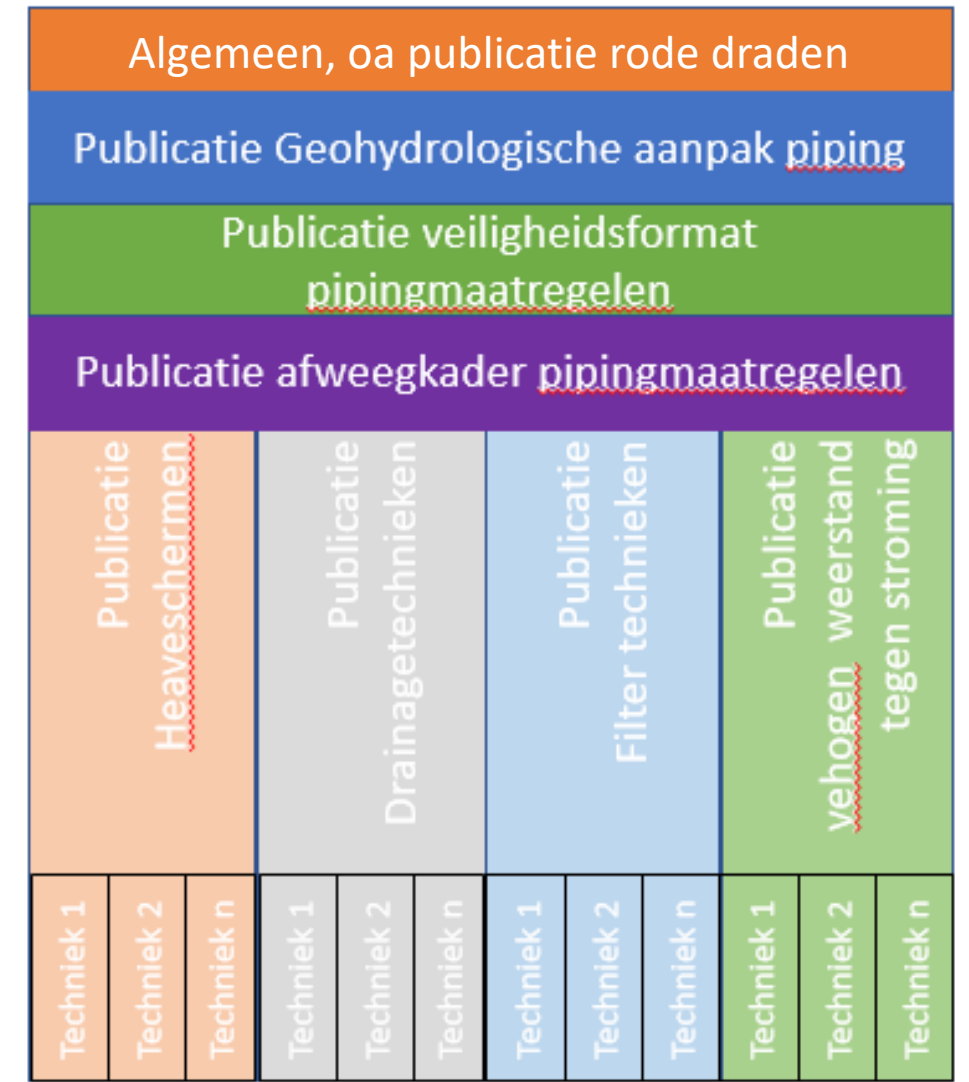 Algemeen, oa publicatie rode draden
Publicatie Geohydrologische aanpak piping
Publicatie veiligheidsformat
pipingmaatregelen
Publicatie afweegkader pipingmaatregelen
Publicatie
Heaveschermen
Publicatie
Drainagetechnieken
Publicatie
Filter technieken
Publicatie
vehogen weerstand
tegen stroming
Techniek 1
Techniek 2
Techniek n
Techniek 1
Techniek 2
Techniek n
Techniek 1
Techniek 2
Techniek n
Techniek 1
Techniek 2
Techniek n